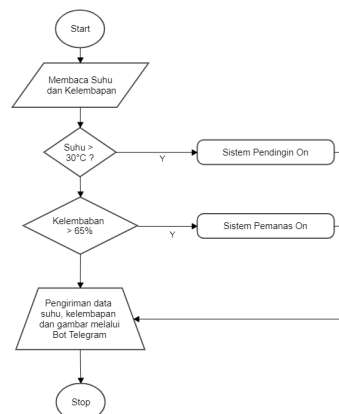 Start
Membaca Suhu
dan Kelembapan
Suhu >
30°C ?
Y
Sistem Pendingin On
Kelembaban
> 65%
Y
Sistem Pemanas On
Pengiriman data
suhu, kelembapan
dan gambar melalui
Bot Telegram
Stop